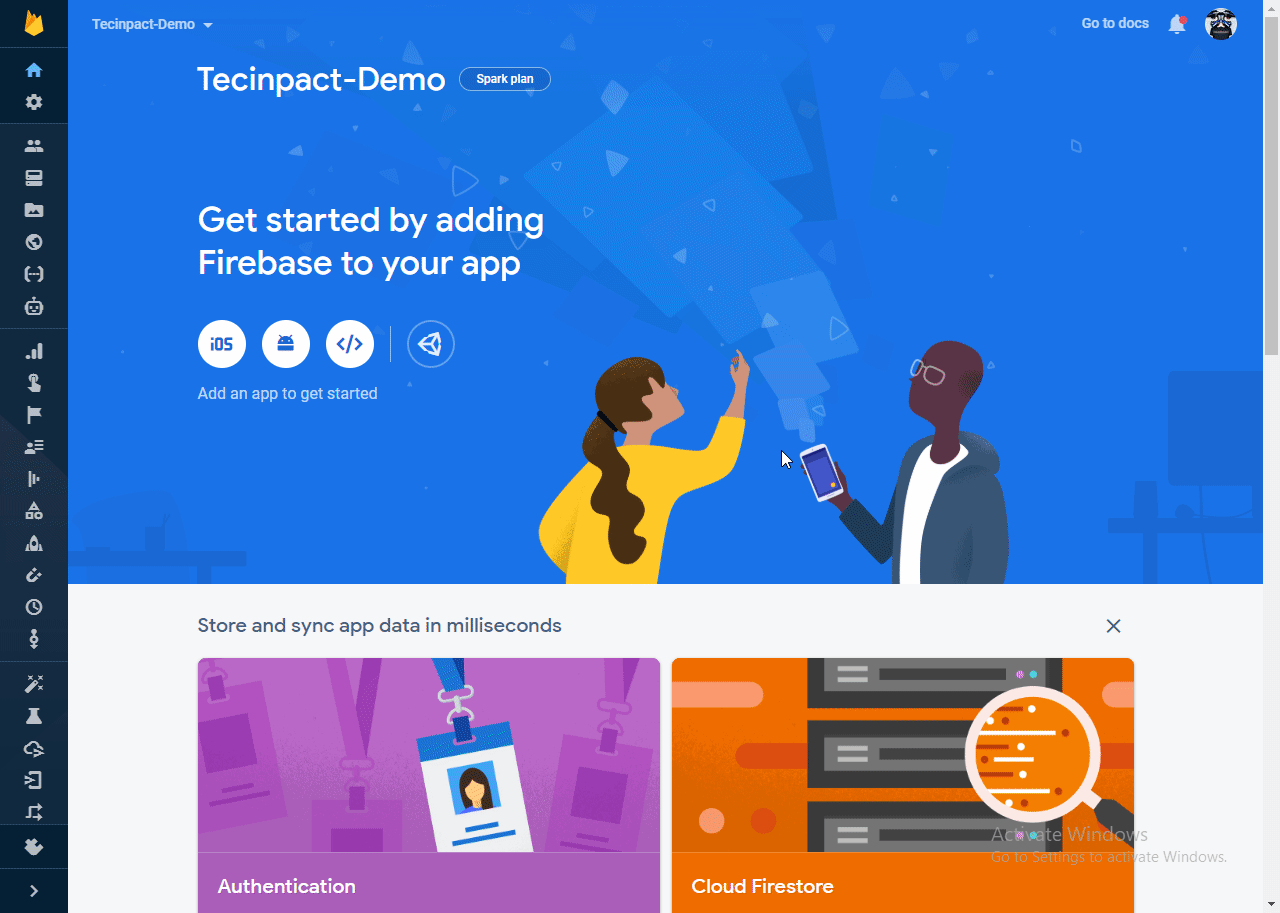 Tecinpact-Demo
Go to docs
Tecinpact-Demo
Spark plan
Get started by adding
Firebase to your app
iOS
Add an app to get started
Store and sync app data in milliseconds
Authentication
Cloud Firestore
Activate Windows
Go to Settings to activate Windows.